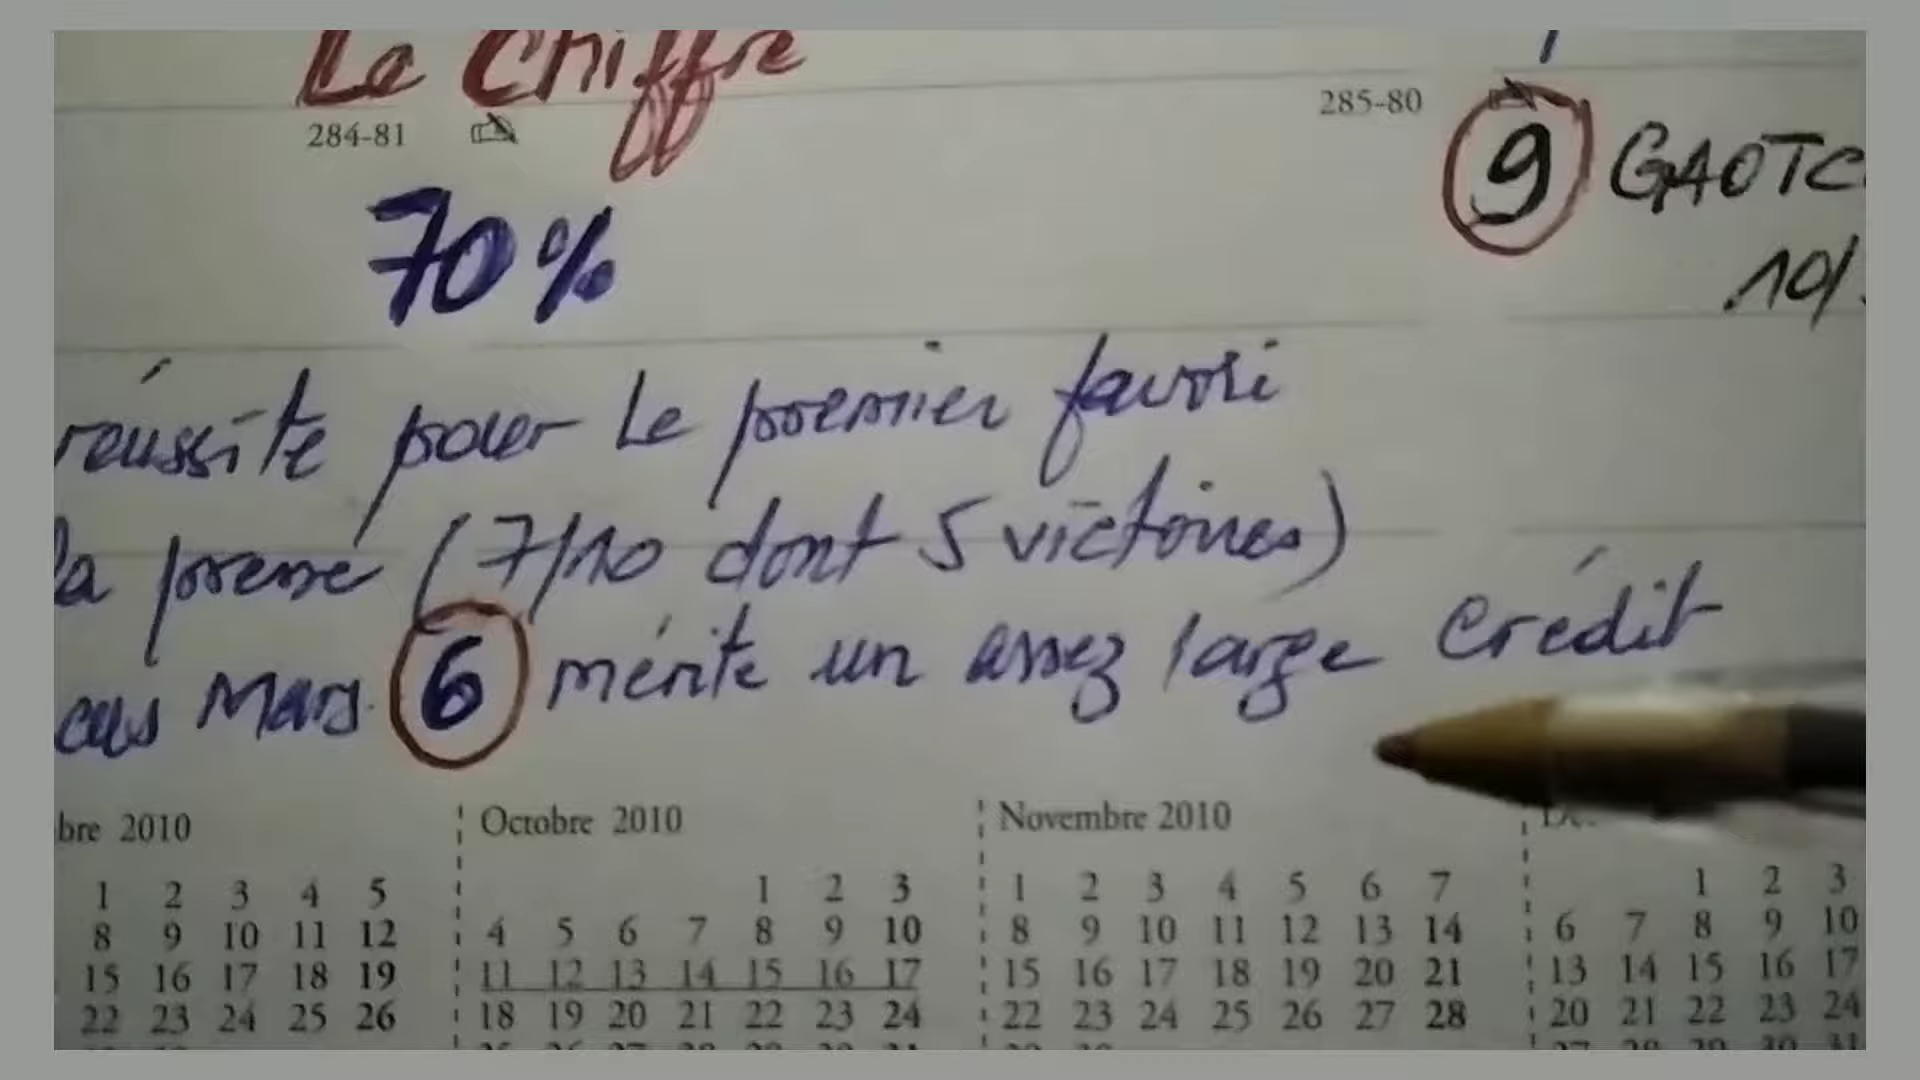 Le Chiffre
284-81
285-80
9 GAOTC
70%
10/
réussite pour Le premier favori
la presse (7/10 dont 5 victoires)
Mars 6 mérite un assez large crédit
bre 2010
1 2 3 4 5
8 9 10 11 12
15 16 17 18 19
22 23 24 25 26
Octobre 2010
1 2 3
4 5 6 7 8 9 10
11 12 13 14 15 16 17
18 19 20 21 22 23 24
Novembre 2010
1 2 3 4 5 6 7
8 9 10 11 12 13 14
15 16 17 18 19 20 21
22 23 24 25 26 27 28
1 2 3
6 7 8 9 10
13 14 15 16 17
20 21 22 23 24